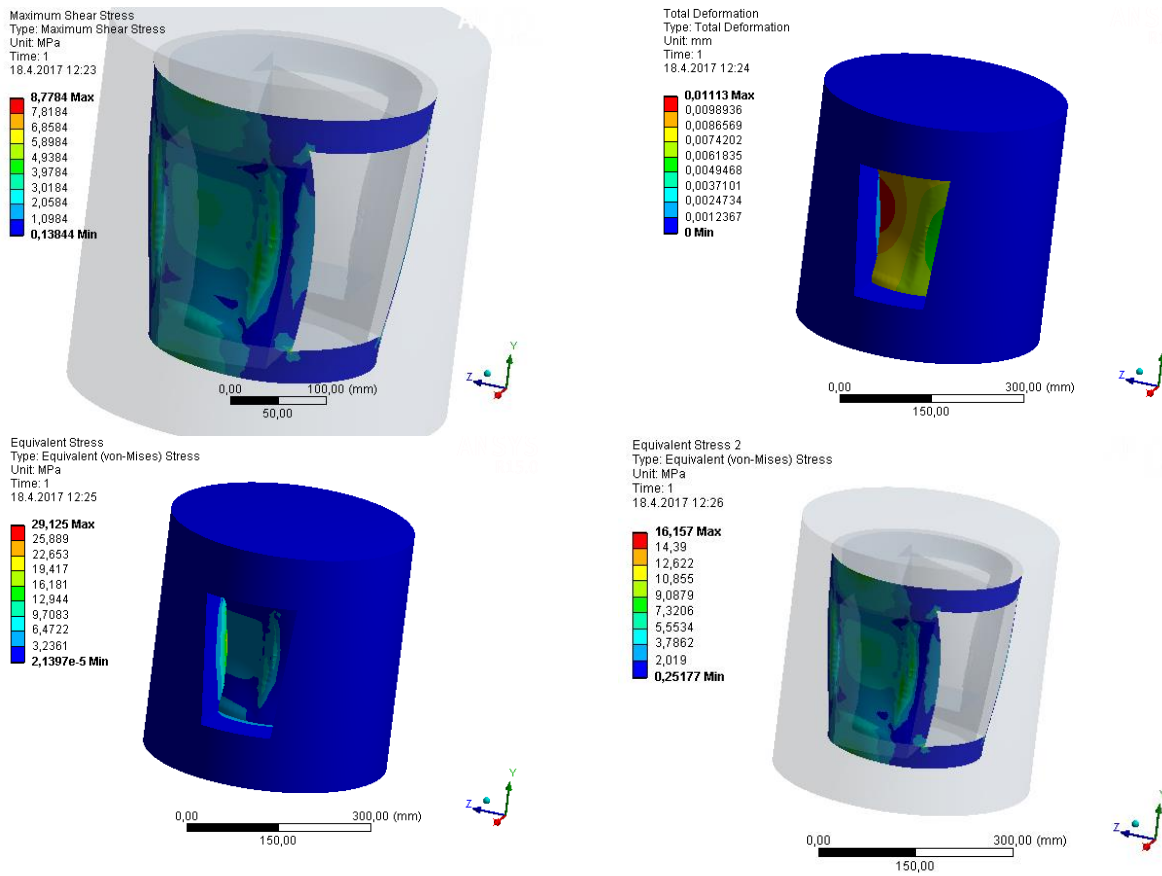 Maximum Shear Stress
Type: Maximum Shear Stress
Unit: MPa
Time: 1
18.4.2017 12:23
8,7784 Max
7,8184
6,8584
5,8984
4,9384
3,9784
3,0184
2,0584
1,0984
0,13844 Min
Y
Z
0,00 100,00 (mm)
50,00
Total Deformation
Type: Total Deformation
Unit: mm
Time: 1
18.4.2017 12:24
0,01113 Max
0,0098936
0,0086569
0,0074202
0,0061835
0,0049468
0,0037101
0,0024734
0,0012367
0 Min
Y
Z
0,00 300,00 (mm)
150,00
Equivalent Stress
Type: Equivalent (von-Mises) Stress
Unit: MPa
Time: 1
18.4.2017 12:25
29,125 Max
25,889
22,653
19,417
16,181
12,944
9,7083
6,4722
3,2361
2,1397e-5 Min
Y
Z
0,00 300,00 (mm)
150,00
Equivalent Stress 2
Type: Equivalent (von-Mises) Stress
Unit: MPa
Time: 1
18.4.2017 12:26
16,157 Max
14,39
12,622
10,855
9,0879
7,3206
5,5534
3,7862
2,019
0,25177 Min
Z
0,00 300,00 (mm)
150,00